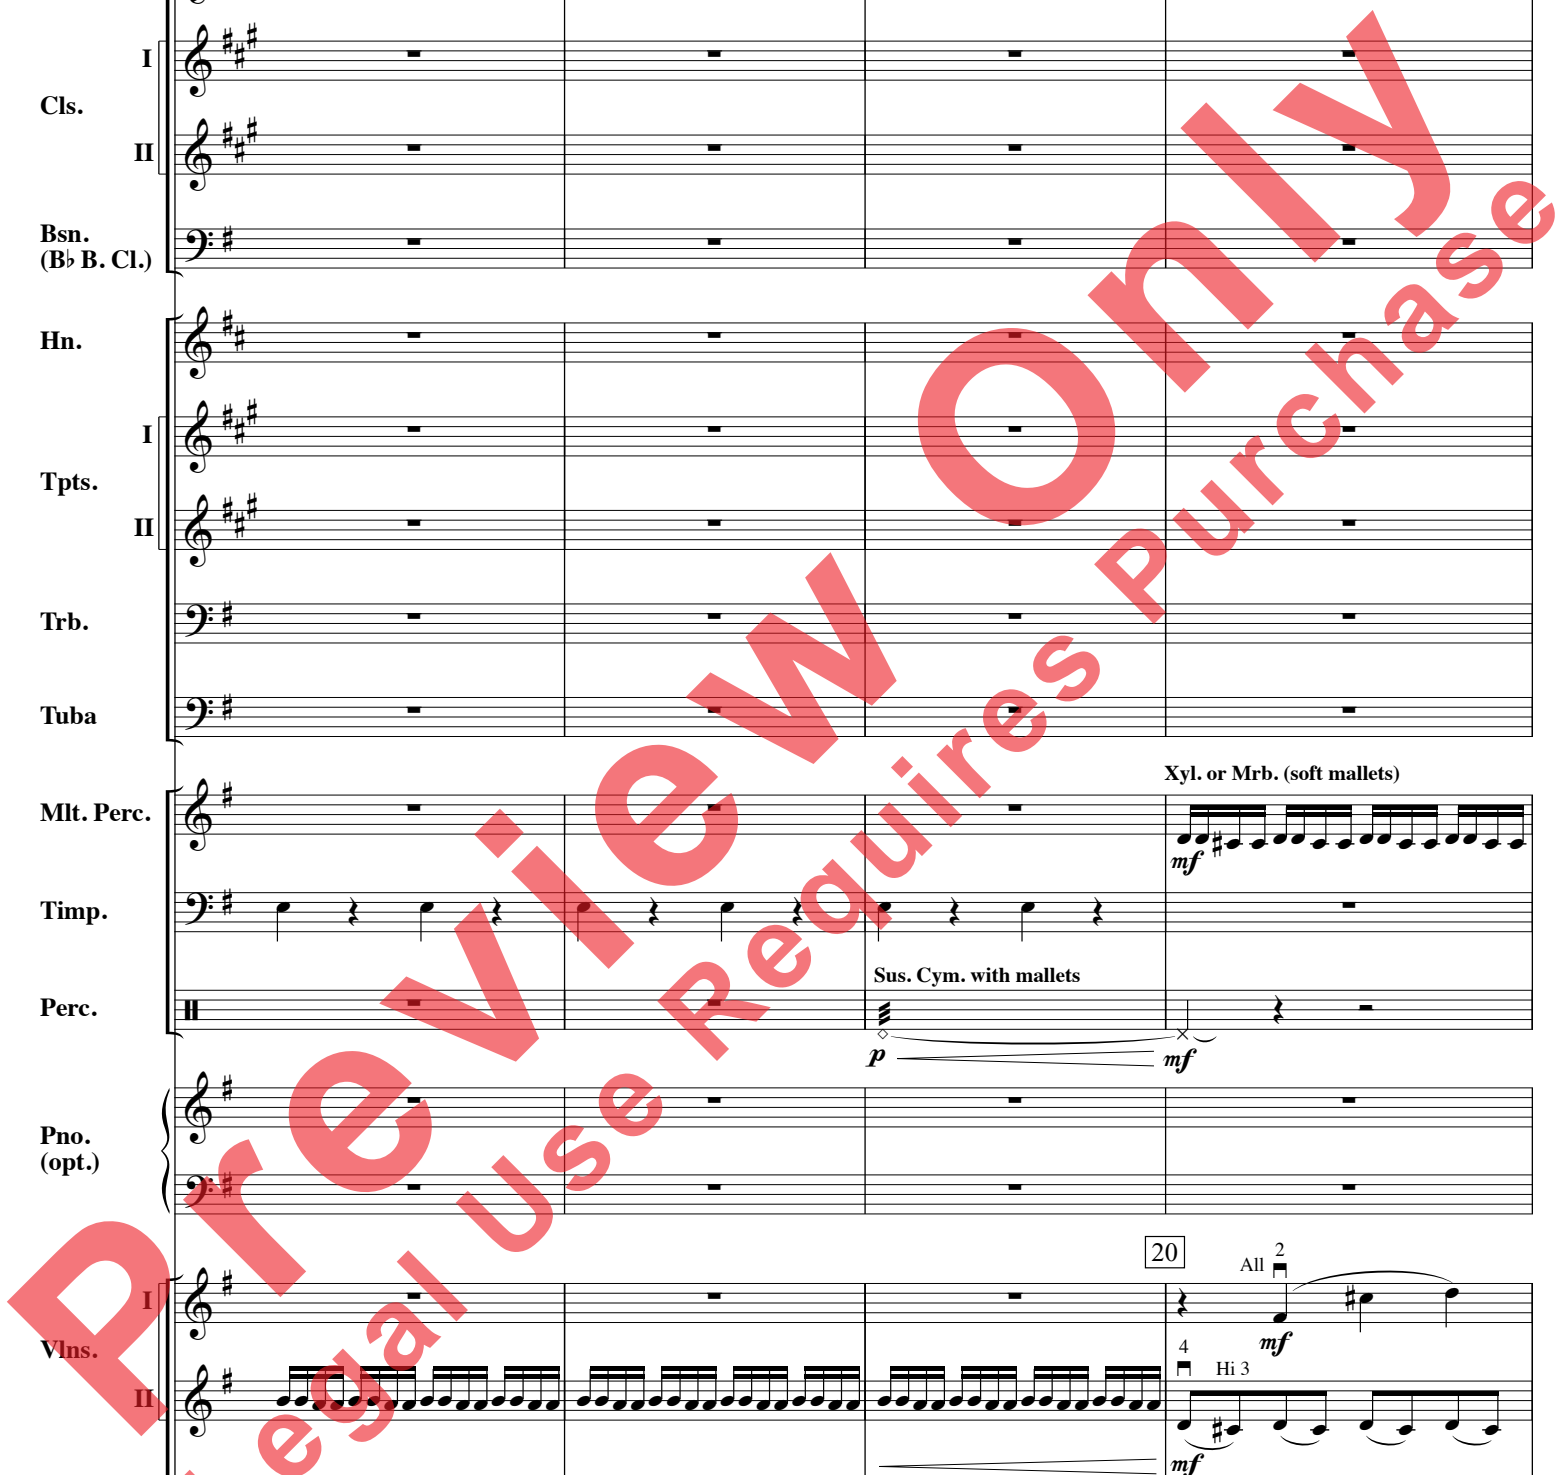 I
Cls.
II
Bsn.
(B♭ B. Cl.)
Hn.
I
Tpts.
II
Trb.
Tuba
Xyl. or Mrb. (soft mallets)
Mlt. Perc.
mf
Timp.
Sus. Cym. with mallets
Perc.
p mf
Pno.
(opt.)
20
All 2
I
mf
Vlns.
4
Hi 3
II
mf
Preview Only
Legal Use Requires Purchase